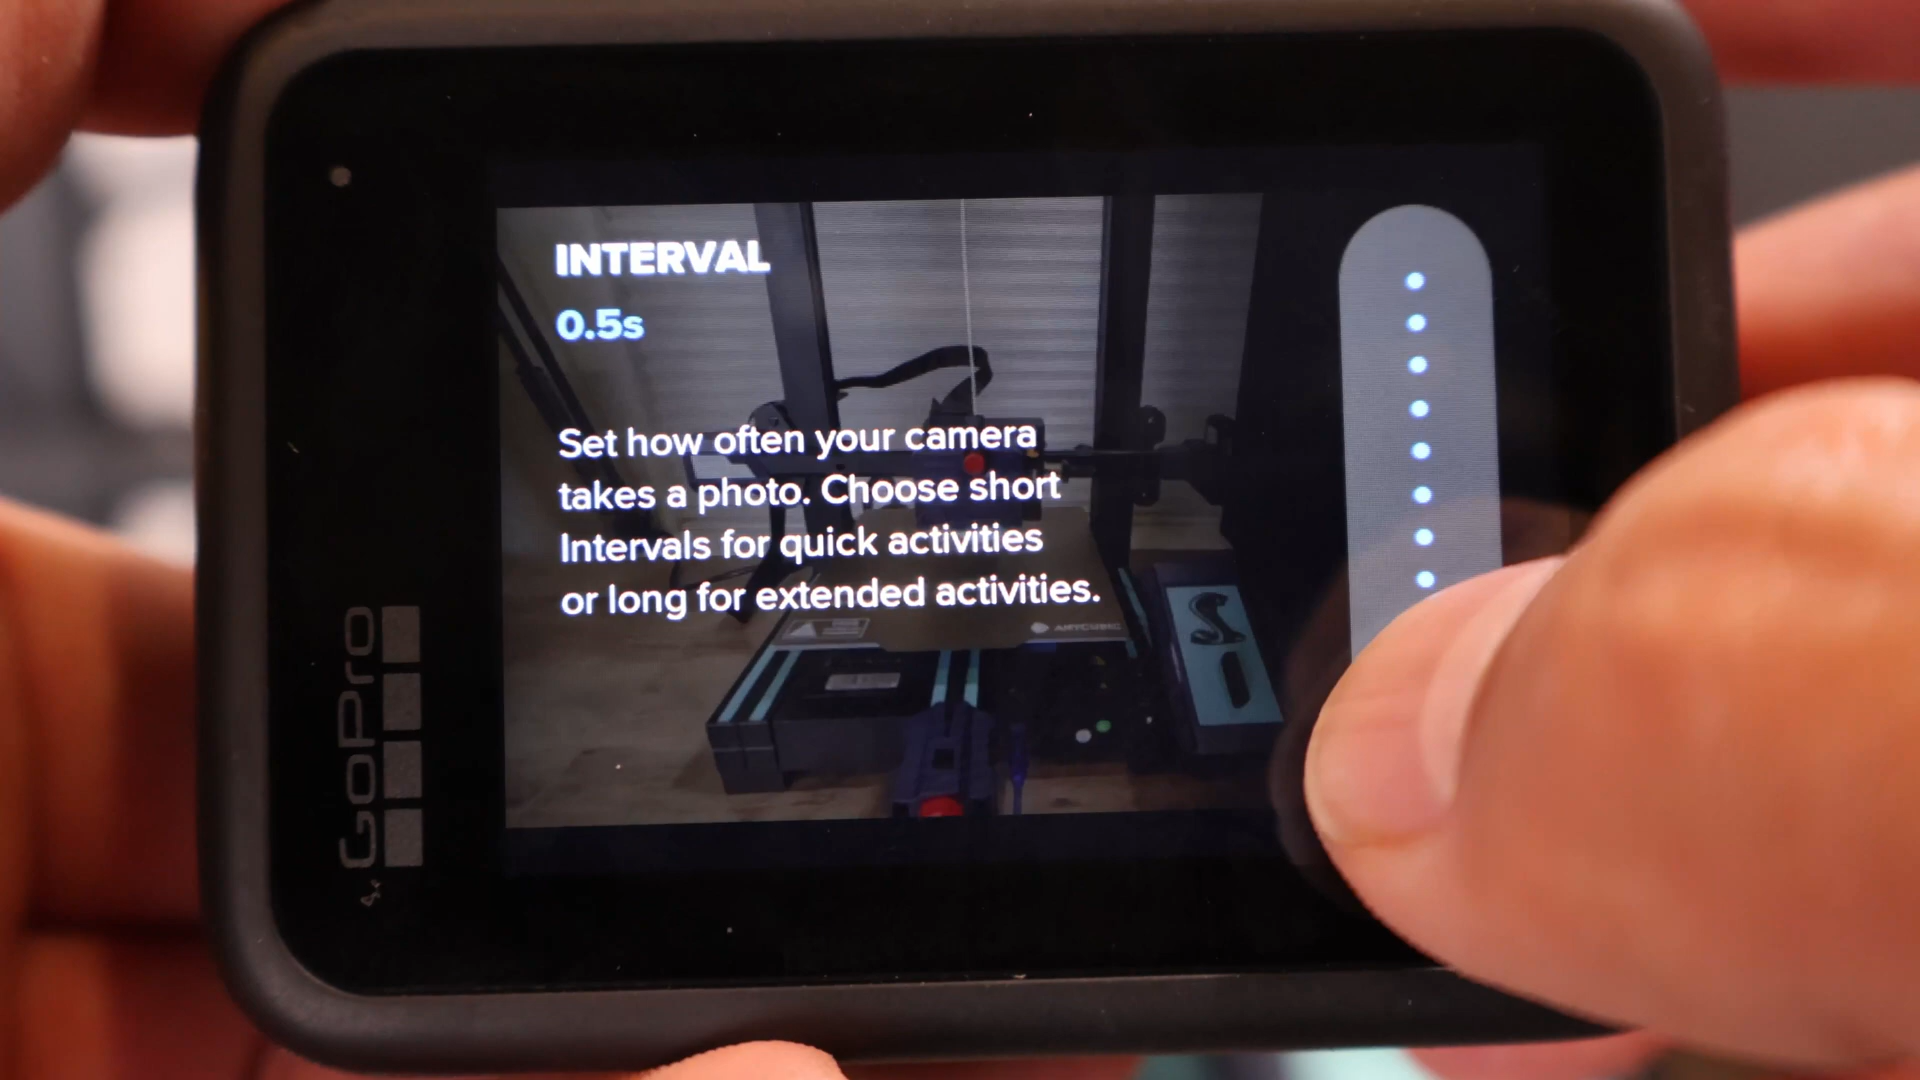 INTERVAL
0.5s
Set how often your camera
takes a photo. Choose short
Intervals for quick activities
or long for extended activities.
ANYCUBIC
GoPro